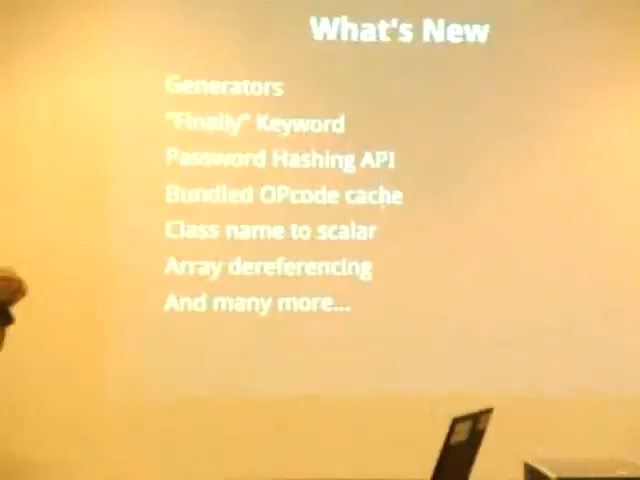 What's New
Generators
"Finally" Keyword
Password Hashing API
Bundled OPcode cache
Class name to scalar
Array dereferencing
And many more...